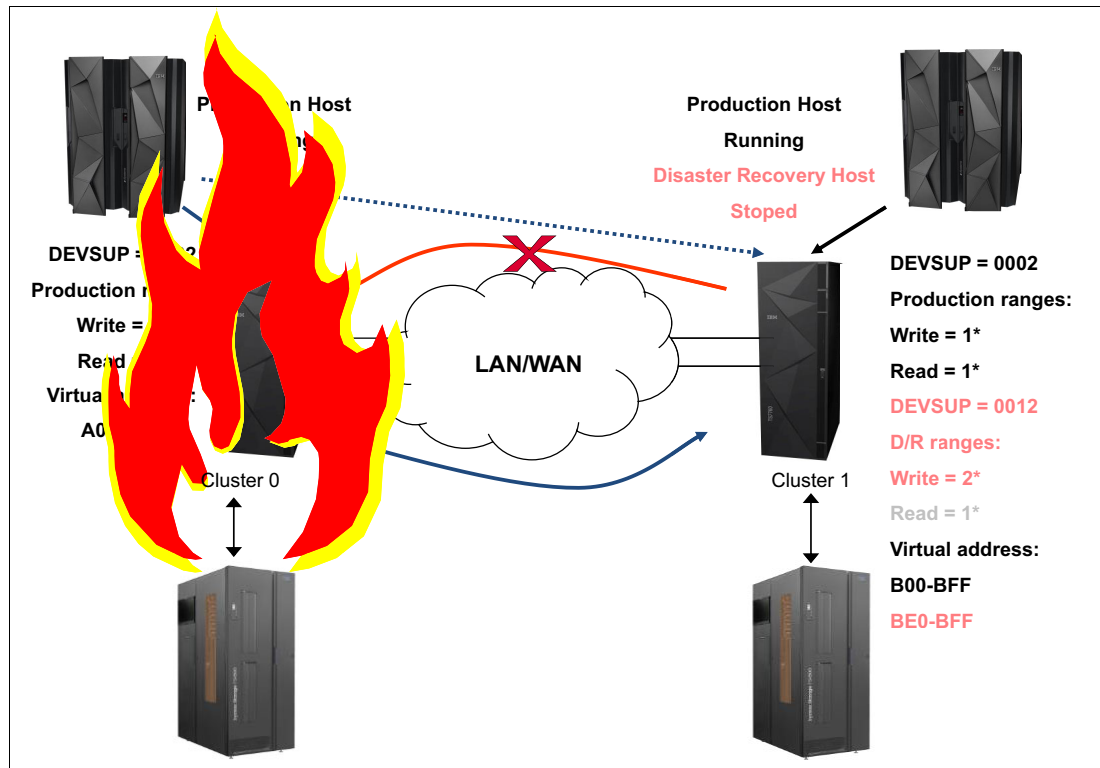 Production Host
Running
Disaster Recovery Host
Stoped
Host
DEVSUP =
Production
Write =
Read
A0
LAN/WAN
Cluster 0
Cluster 1
DEVSUP = 0002
Production ranges:
Write = 1*
Read = 1*
DEVSUP = 0012
D/R ranges:
Write = 2*
Read = 1*
Virtual address:
B00-BFF
BE0-BFF